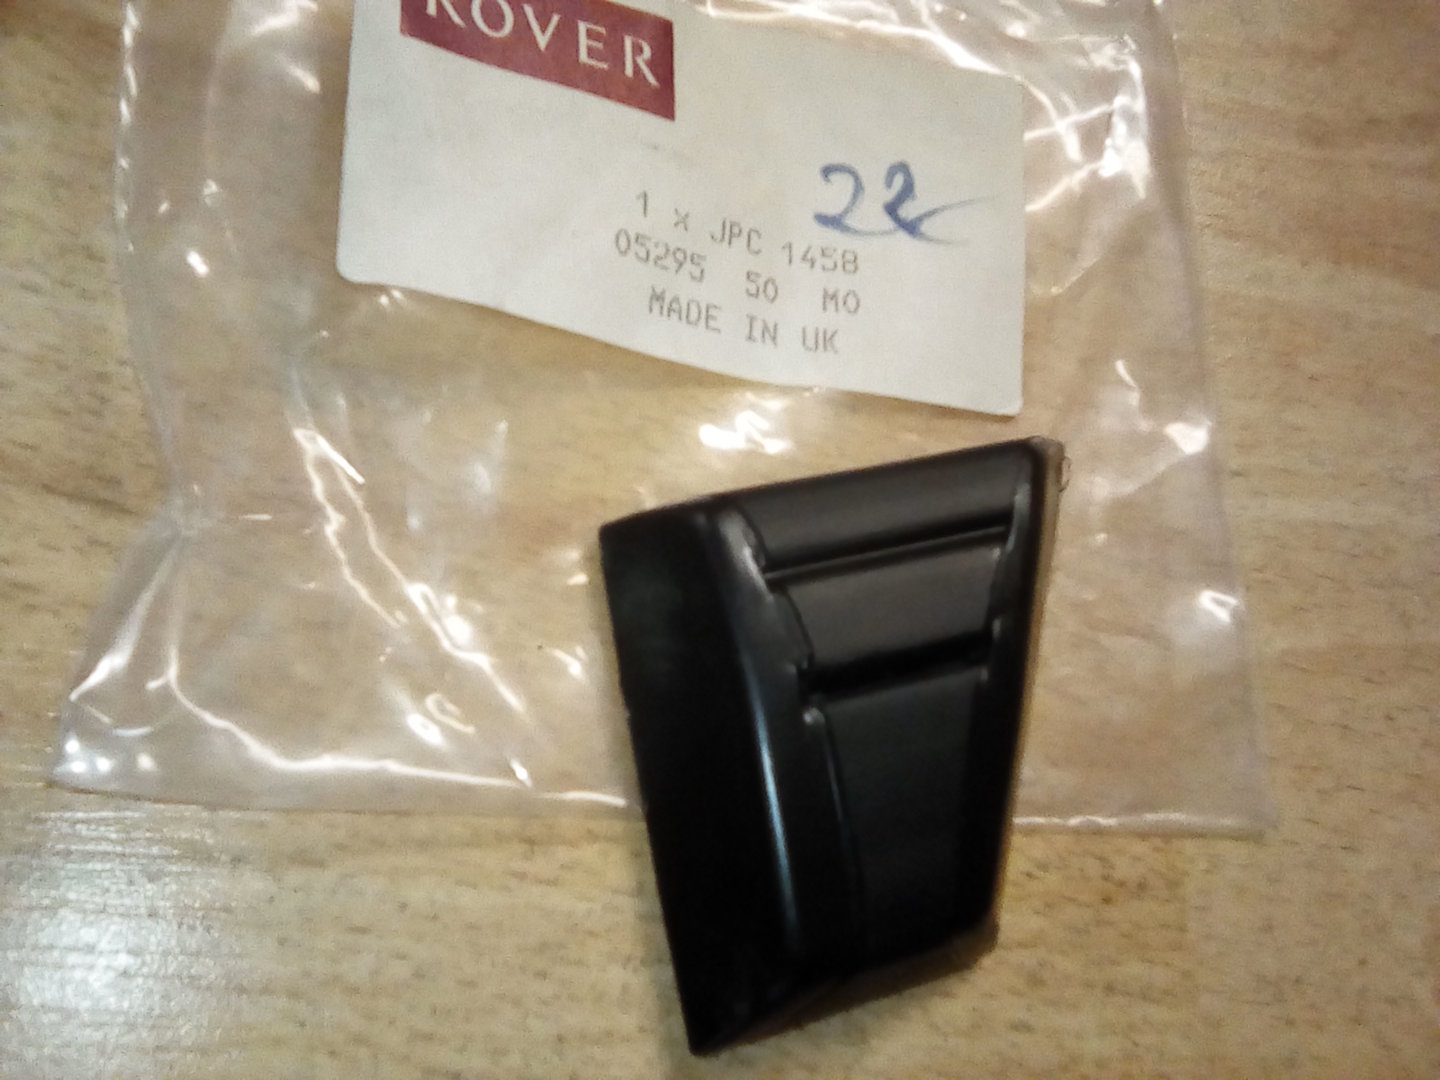 ROVER
22
1 x JPC 1458
05295 50 MO
MADE IN UK